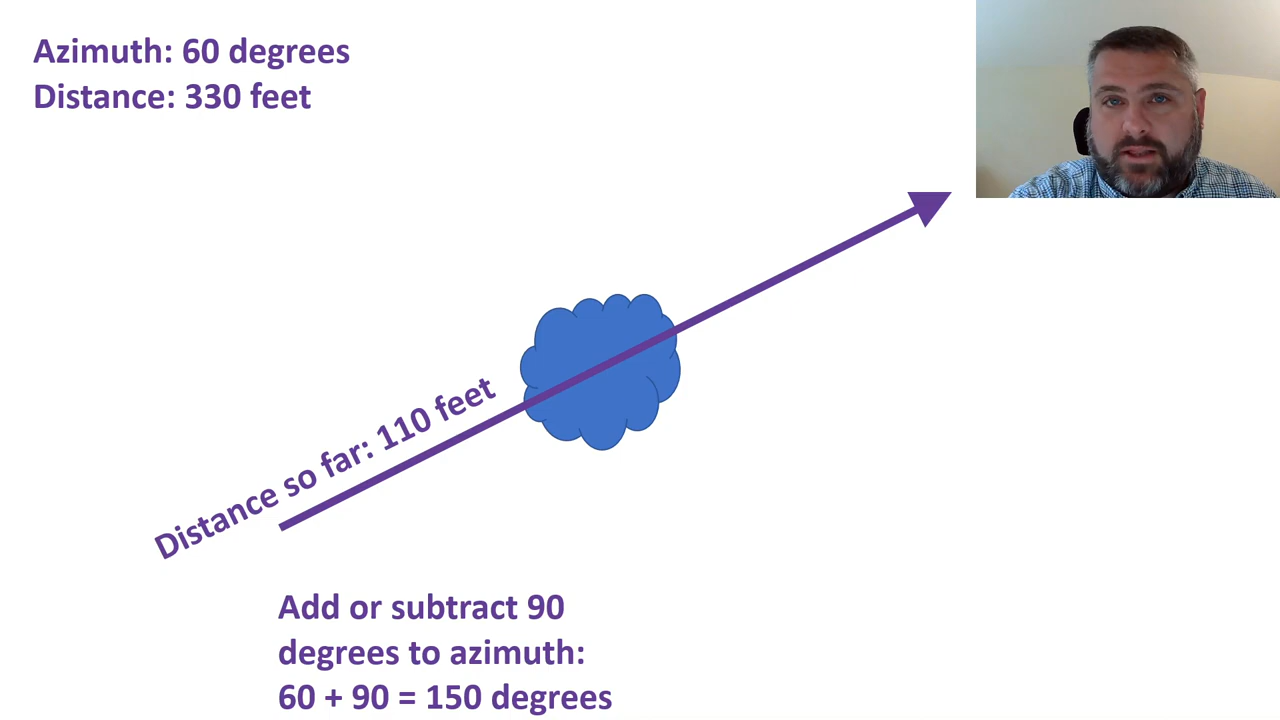 Azimuth: 60 degrees
Distance: 330 feet
Distance so far: 110 feet
Add or subtract 90
degrees to azimuth:
60 + 90 = 150 degrees